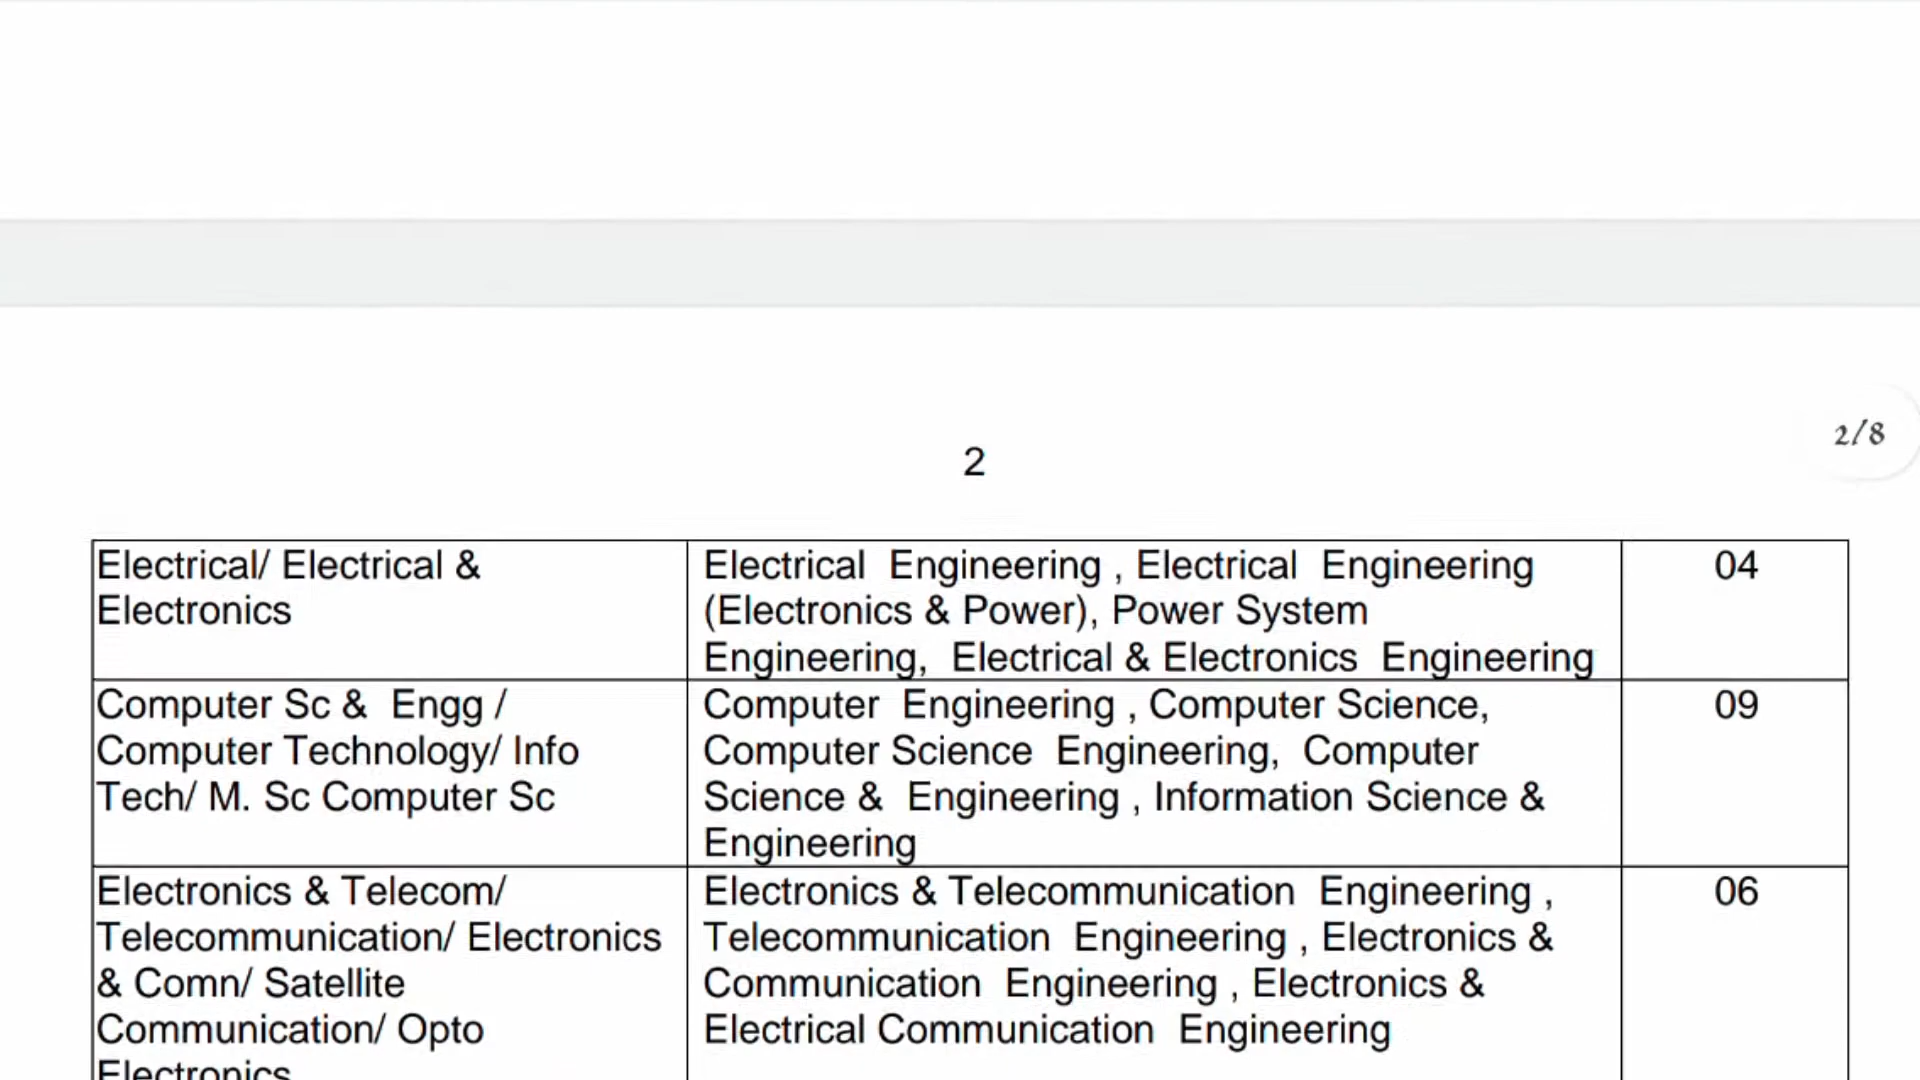 2/8
2
Electrical/ Electrical &
Electronics
Electrical Engineering , Electrical Engineering
(Electronics & Power), Power System
Engineering, Electrical & Electronics Engineering
04
Computer Sc & Engg /
Computer Technology/ Info
Tech/ M. Sc Computer Sc
Computer Engineering , Computer Science,
Computer Science Engineering, Computer
Science & Engineering , Information Science &
Engineering
09
Electronics & Telecom/
Telecommunication/ Electronics
& Comn/ Satellite
Communication/ Opto
Electronics
Electronics & Telecommunication Engineering ,
Telecommunication Engineering , Electronics &
Communication Engineering , Electronics &
Electrical Communication Engineering
06